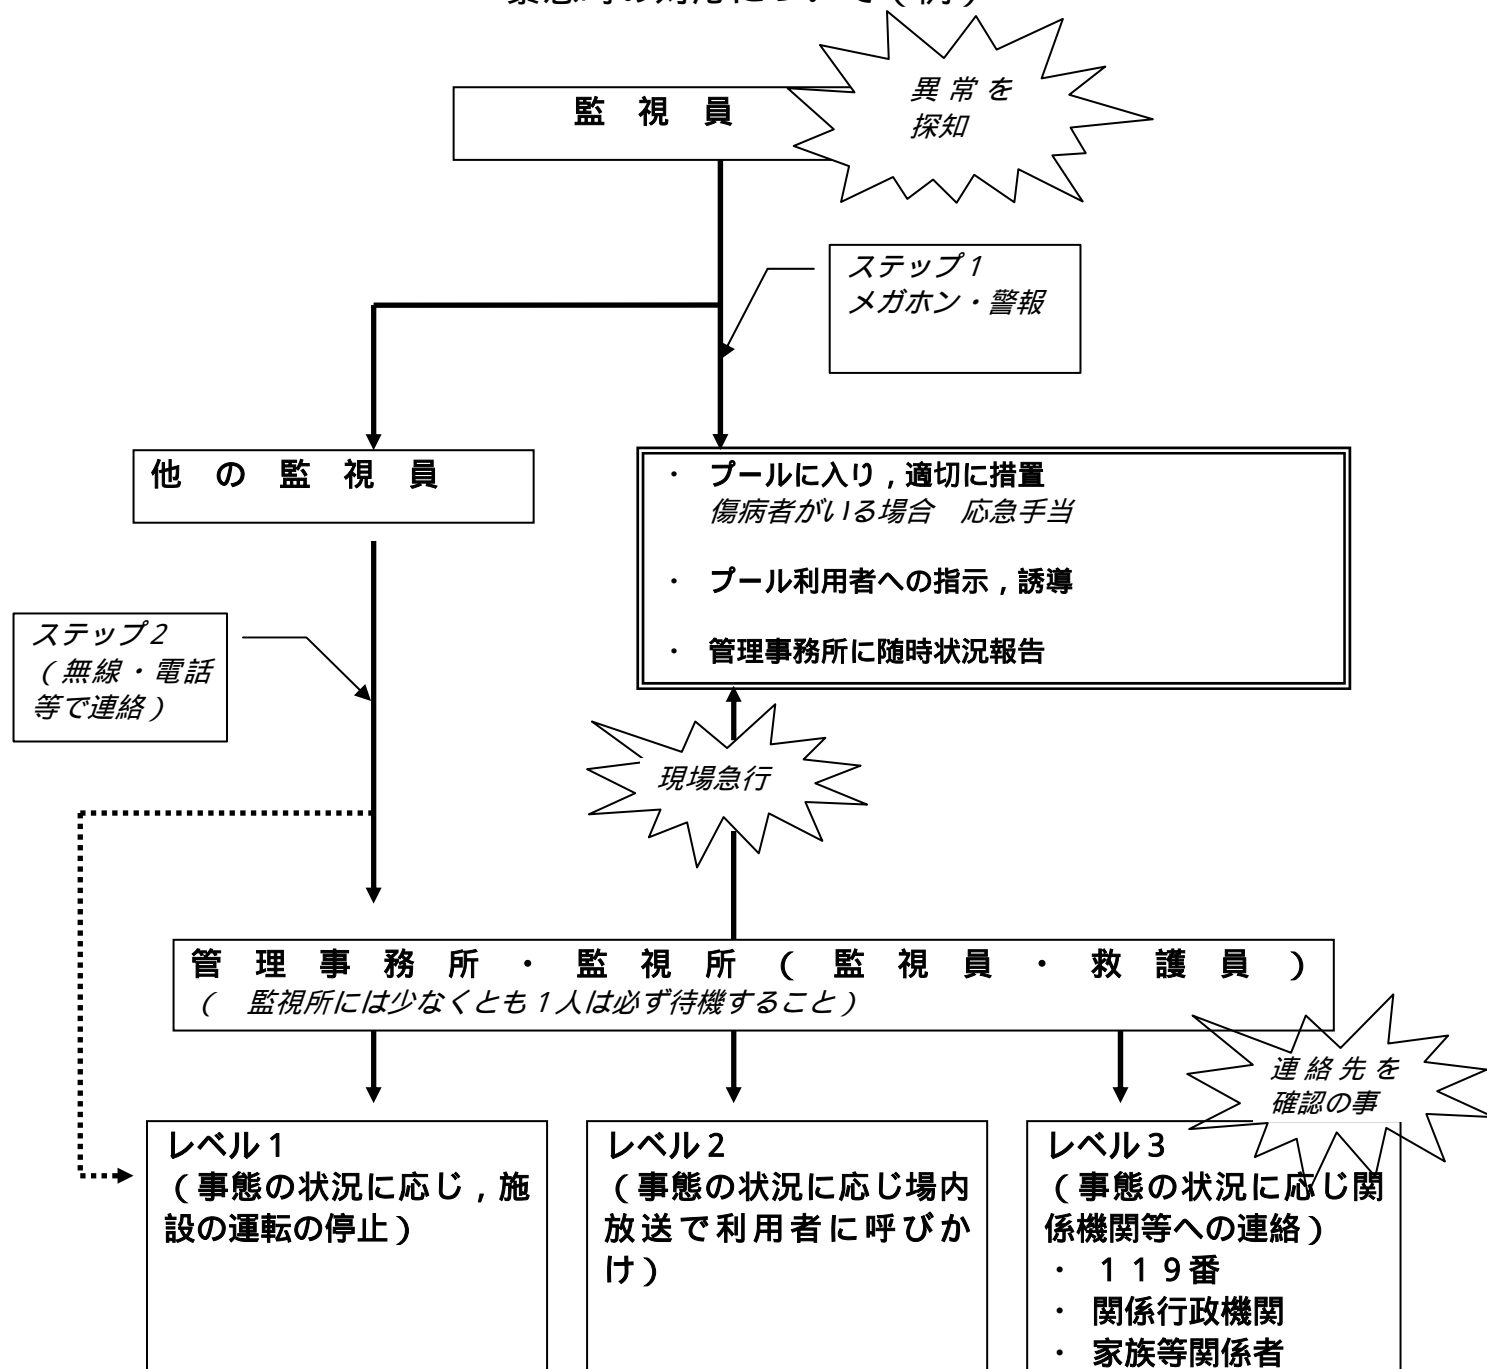 緊急時の対応について（例）
監視員
異常を
探知
ステップ1
メガホン・警報
他の監視員
・ プールに入り，適切に措置
傷病者がいる場合　応急手当
・ プール利用者への指示，誘導
・ 管理事務所に随時状況報告
ステップ2
（無線・電話
等で連絡）
現場急行
管理事務所・監視所（監視員・救護員）
（　監視所には少なくとも1人は必ず待機すること）
連絡先を
確認の事
レベル1
（事態の状況に応じ，施
設の運転の停止）
レベル2
（事態の状況に応じ場内
放送で利用者に呼びか
け）
レベル3
（事態の状況に応じ関
係機関等への連絡）
・ １１９番
・ 関係行政機関
・ 家族等関係者